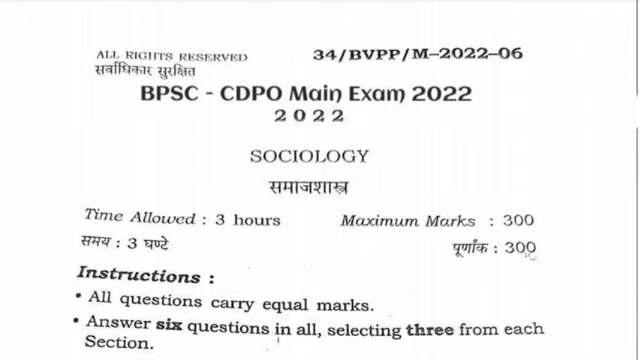 ALL RIGHTS RESERVED 34/BVPP/M–2022–06
सर्वाधिकार सुरक्षित
BPSC - CDPO Main Exam 2022
2022
SOCIOLOGY
समाजशास्त्र
Time Allowed : 3 hours Maximum Marks : 300
समय : 3 घण्टे पूर्णांक : 300
Instructions :
• All questions carry equal marks.
• Answer six questions in all, selecting three from each
Section.